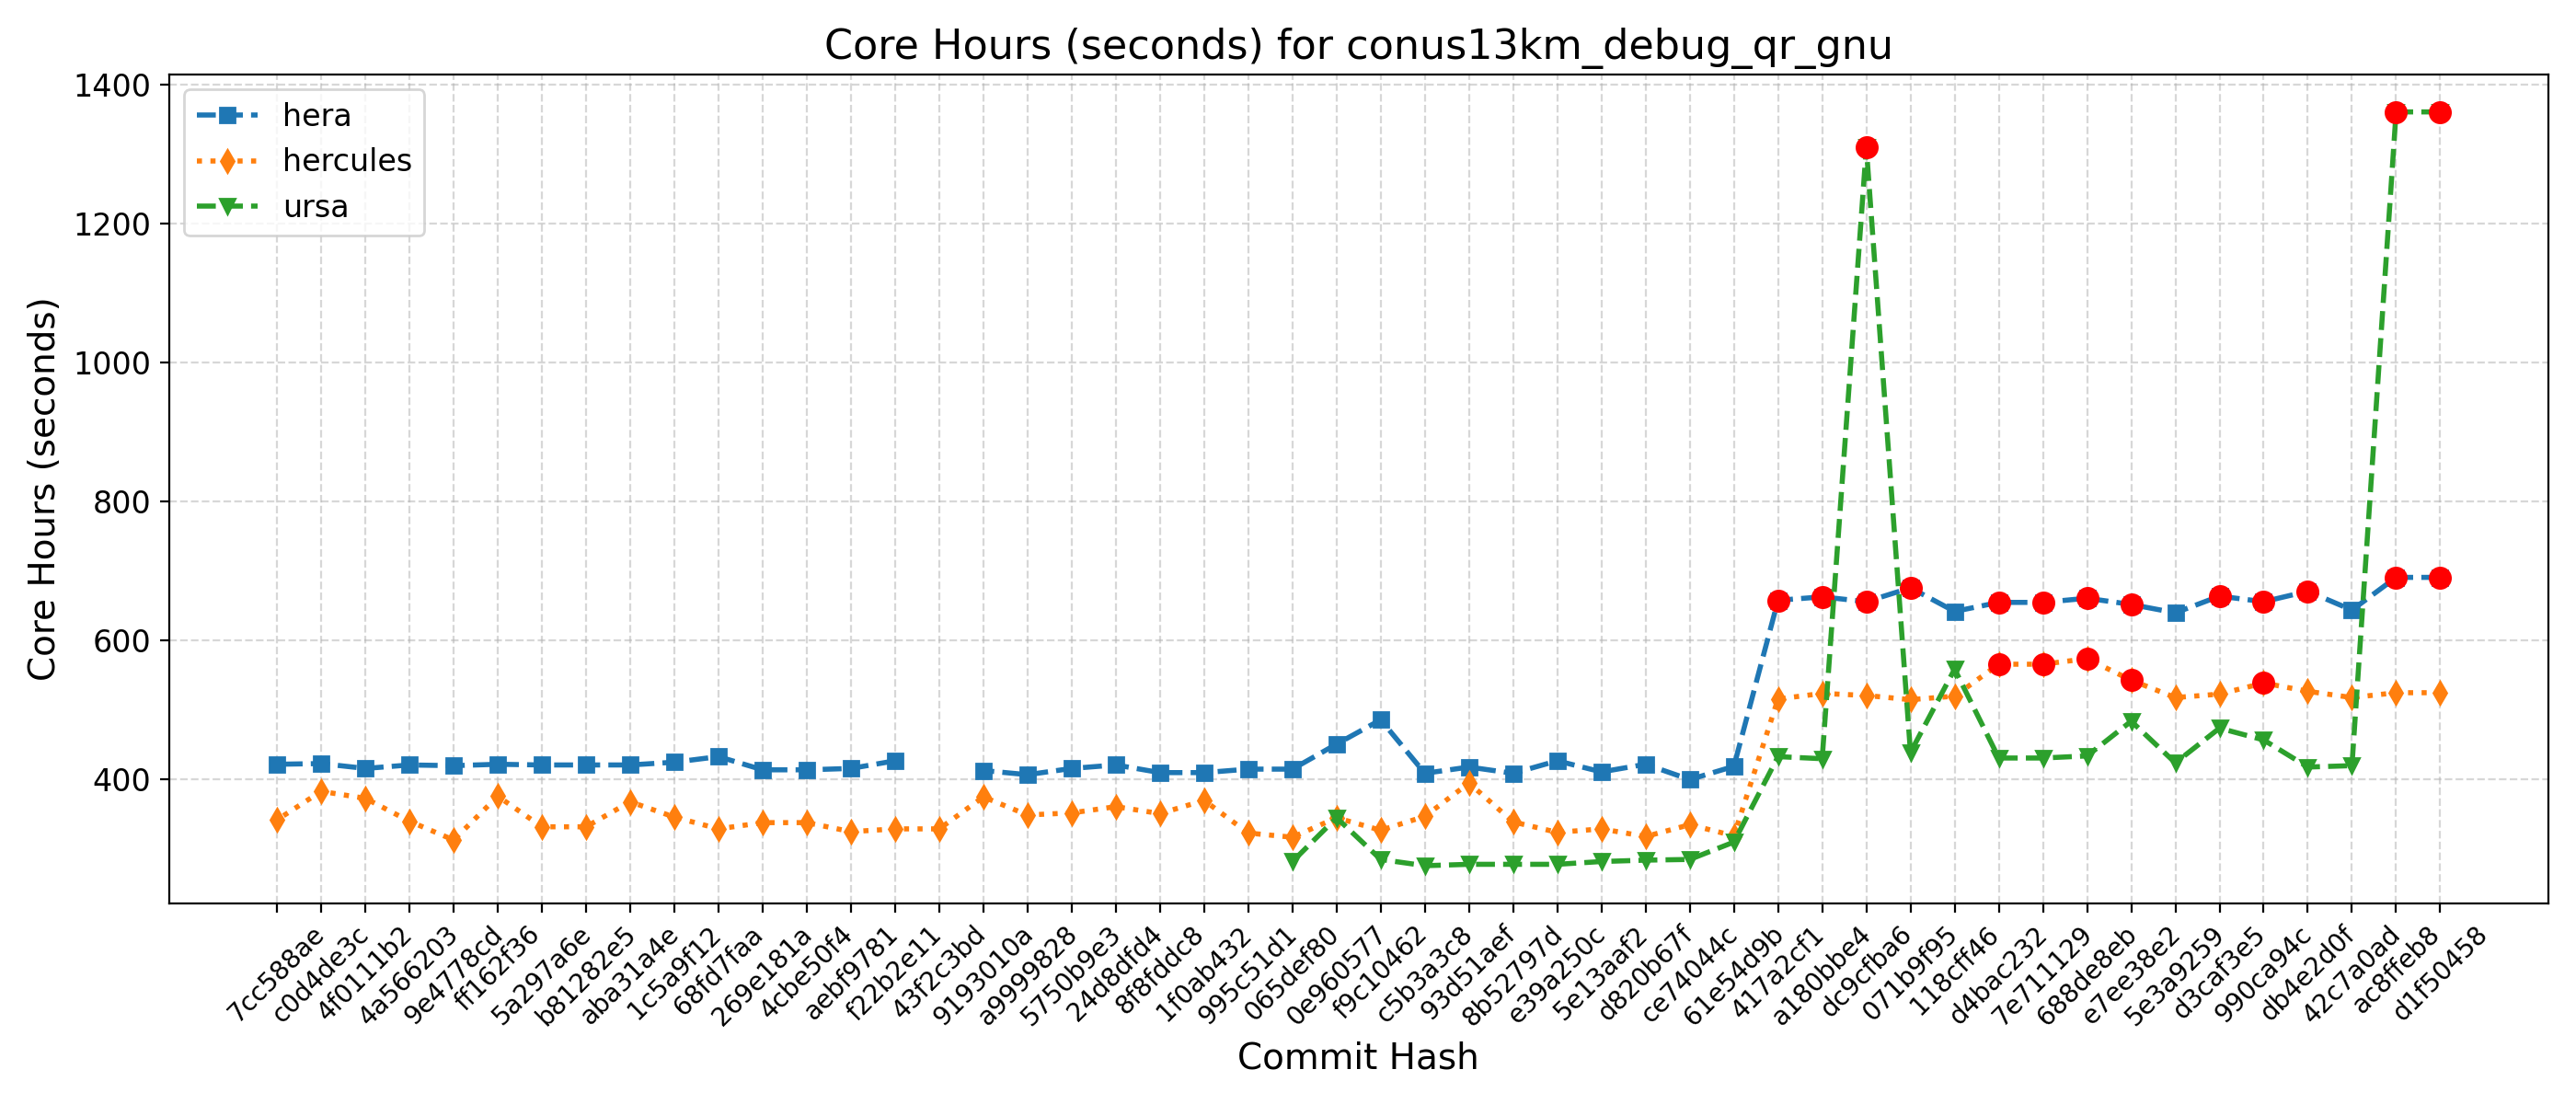 Core Hours (seconds) for conus13km_debug_qr_gnu
Core Hours (seconds)
1400
1200
1000
800
600
400
hera
hercules
ursa
7cc588ae
c0d4de3c
4f0111b2
4a566203
9e4778cd
ff162f36
5a297a6e
b81282e5
aba31a4e
1c5a9f12
68fd7faa
269e181a
4cbe50f4
aebf9781
f22b2e11
43f2c3bd
9193010a
a9999828
5750b9e3
24d8dfd4
8f8fddc8
1f0ab432
995c51d1
065def80
0e960577
f9c10462
c5b3a3c8
93d51aef
8b52797d
e39a250c
5e13aaf2
d820b67f
ce74044c
61e54d9b
417a2cf1
a180bbe4
dc9cfba6
071b9f95
118cff46
d4bac232
7e711129
688de8eb
e7ee38e2
5e3a9259
d3caf3e5
990ca94c
db4e2d0f
42c7a0ad
ac8ffeb8
d1f50458
Commit Hash